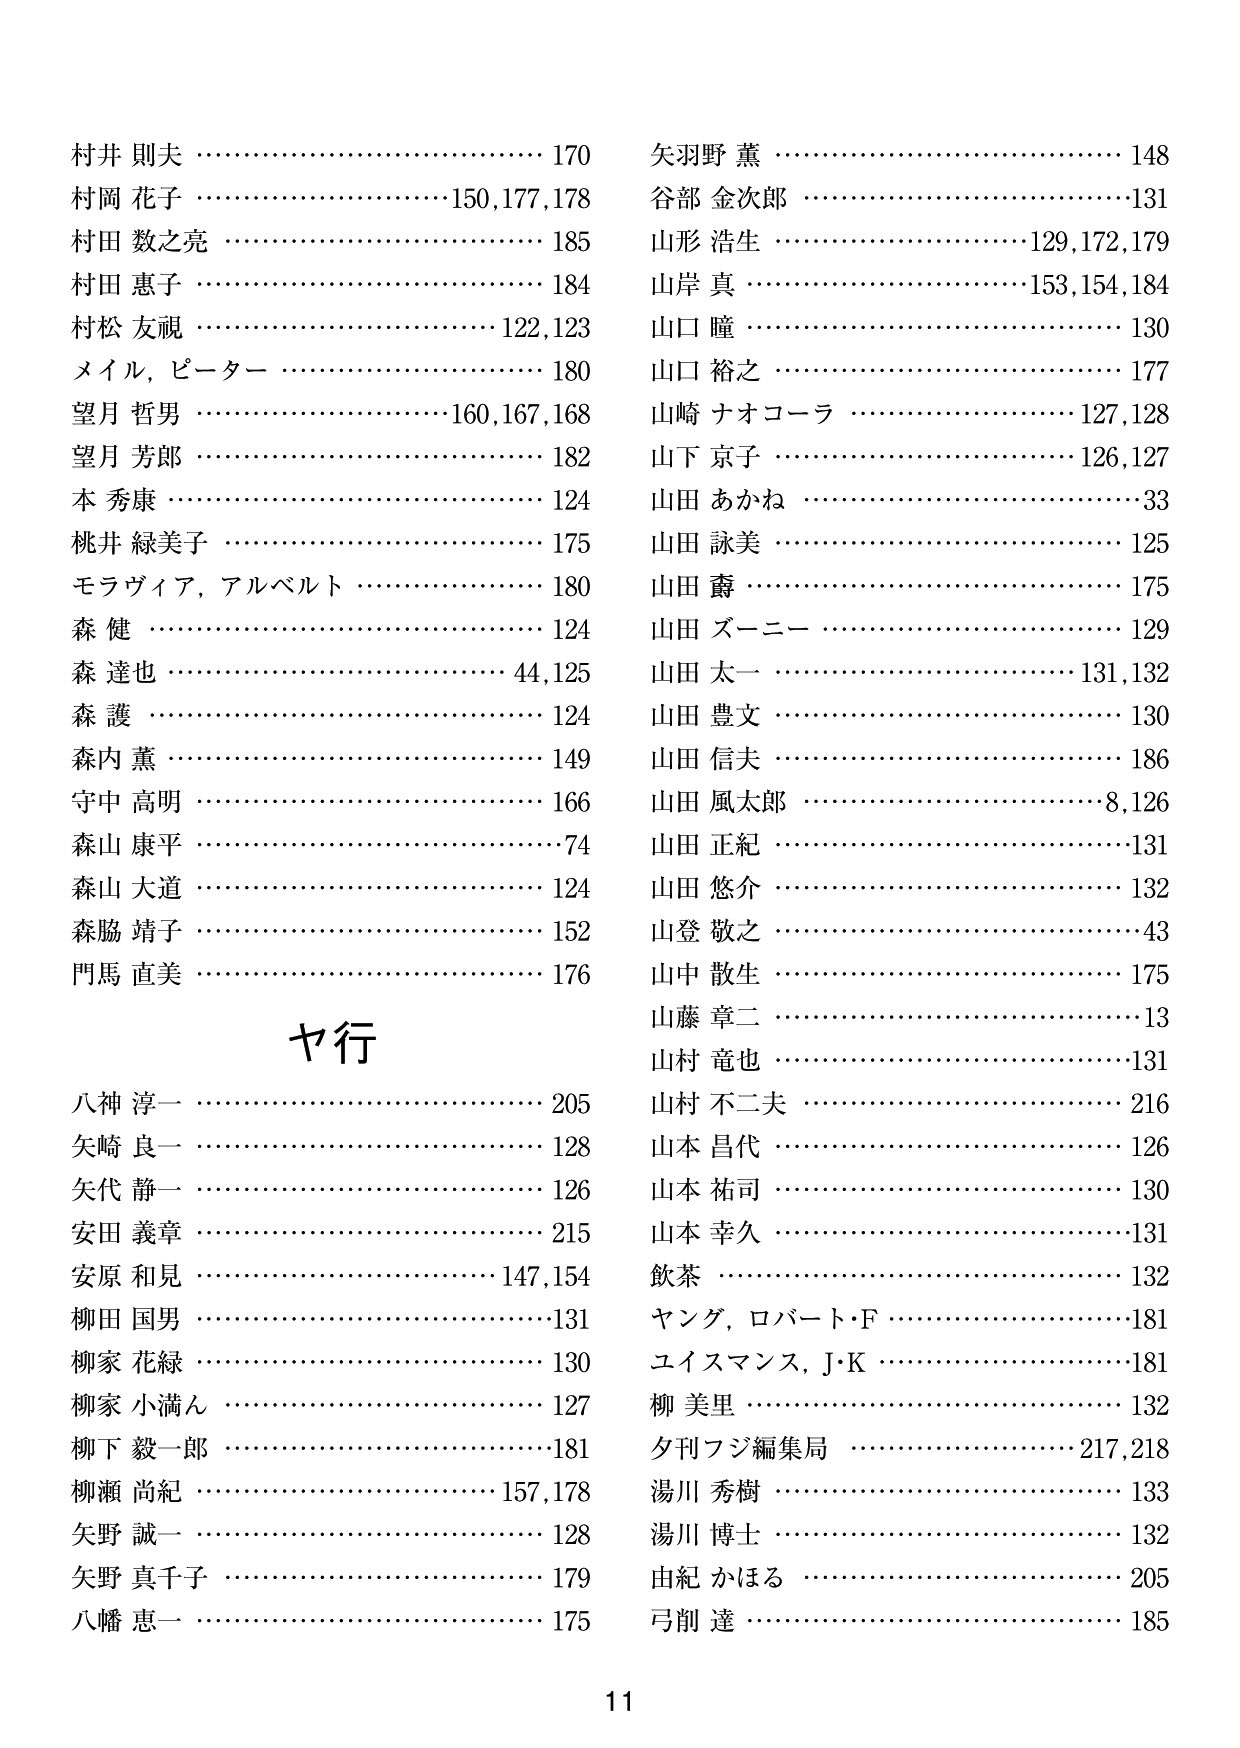 村井 則夫 ………………………………… 170
村岡 花子 …………………………150,177,178
村田 数之亮 ……………………………… 185
村田 惠子 ………………………………… 184
村松 友視 ……………………………122,123
メイル, ピーター ………………………… 180
望月 哲男 …………………………160,167,168
望月 芳郎 ………………………………… 182
本 秀康 …………………………………… 124
桃井 緑美子 ……………………………… 175
モラヴィア, アルベルト ………………… 180
森 健 ……………………………………… 124
森 達也 ………………………………… 44,125
森 護 ……………………………………… 124
森内 薫 …………………………………… 149
守中 高明 ………………………………… 166
森山 康平 …………………………………74
森山 大道 ………………………………… 124
森脇 靖子 ………………………………… 152
門馬 直美 ………………………………… 176
ヤ行
八神 淳一 ………………………………… 205
矢崎 良一 ………………………………… 128
矢代 静一 ………………………………… 126
安田 義章 ………………………………… 215
安原 和見 ……………………………147,154
柳田 国男 …………………………………131
柳家 花緑 ………………………………… 130
柳家 小満ん ……………………………… 127
柳下 毅一郎 ………………………………181
柳瀬 尚紀 ……………………………157,178
矢野 誠一 ………………………………… 128
矢野 真千子 ……………………………… 179
八幡 恵一 ………………………………… 175
矢羽野 薫 ………………………………… 148
谷部 金次郎 ………………………………131
山形 浩生 …………………………129,172,179
山岸 真 ……………………………153,154,184
山口 瞳 …………………………………… 130
山口 裕之 ………………………………… 177
山崎 ナオコーラ ………………………127,128
山下 京子 ……………………………126,127
山田 あかね ………………………………33
山田 詠美 ………………………………… 125
山田 𣝣 …………………………………… 175
山田 ズーニー …………………………… 129
山田 太一 ……………………………131,132
山田 豊文 ………………………………… 130
山田 信夫 ………………………………… 186
山田 風太郎 ……………………………8,126
山田 正紀 …………………………………131
山田 悠介 ………………………………… 132
山登 敬之 …………………………………43
山中 散生 ………………………………… 175
山藤 章二 …………………………………13
山村 竜也 …………………………………131
山村 不二夫 ……………………………… 216
山本 昌代 ………………………………… 126
山本 祐司 ………………………………… 130
山本 幸久 …………………………………131
飲茶 ……………………………………… 132
ヤング, ロバート・F ………………………181
ユイスマンス, J・K ………………………181
柳 美里 …………………………………… 132
夕刊フジ編集局 ………………………217,218
湯川 秀樹 ………………………………… 133
湯川 博士 ………………………………… 132
由紀 かほる ……………………………… 205
弓削 達 …………………………………… 185
11